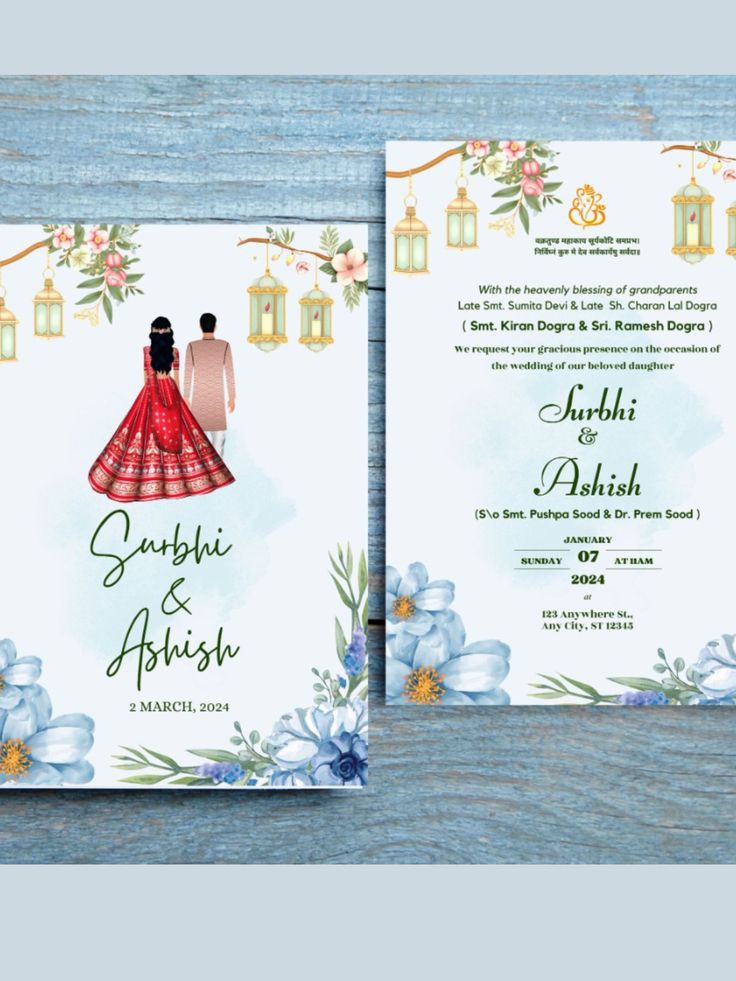 Surbhi
&
Ashish
2 MARCH, 2024
वक्रतुण्ड महाकाय सूर्यकोटि समप्रभ।
निर्विघ्नं कुरु मे देव सर्वकार्येषु सर्वदा॥
With the heavenly blessing of grandparents
Late Smt. Sumita Devi & Late Sh. Charan Lal Dogra
( Smt. Kiran Dogra & Sri. Ramesh Dogra )
We request your gracious presence on the occasion of
the wedding of our beloved daughter
Surbhi
&
Ashish
(S\o Smt. Pushpa Sood & Dr. Prem Sood )
JANUARY
SUNDAY 07 AT 11AM
2024
at
123 Anywhere St.,
Any City, ST 12345